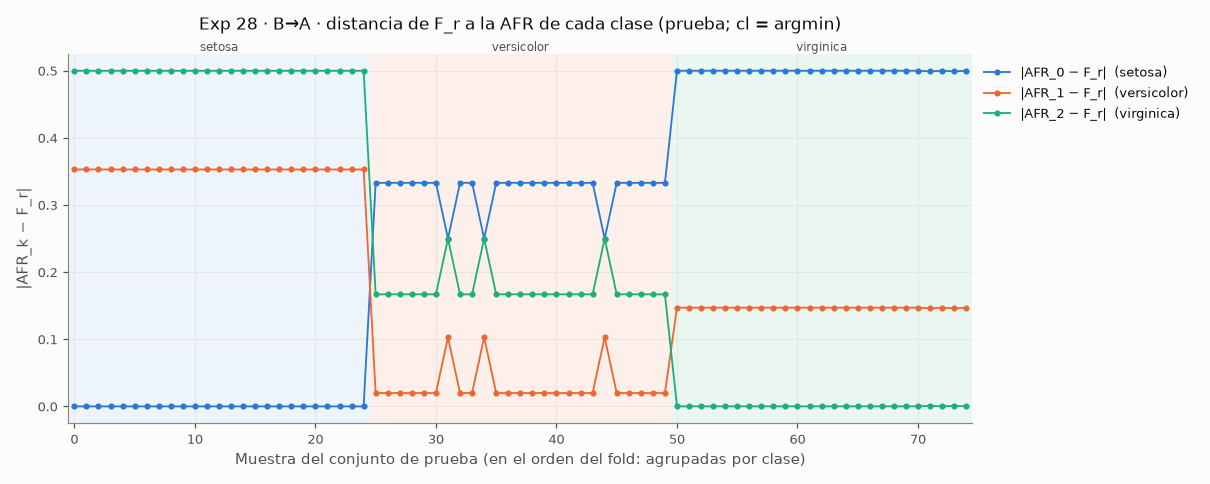 Exp 28 · B→A · distancia de F_r a la AFR de cada clase (prueba; cl = argmin)
setosa
versicolor
virginica
|AFR_0 − F_r| (setosa)
|AFR_1 − F_r| (versicolor)
|AFR_2 − F_r| (virginica)
|AFR_k − F_r|
0.5
0.4
0.3
0.2
0.1
0.0
0 10 20 30 40 50 60 70
Muestra del conjunto de prueba (en el orden del fold: agrupadas por clase)